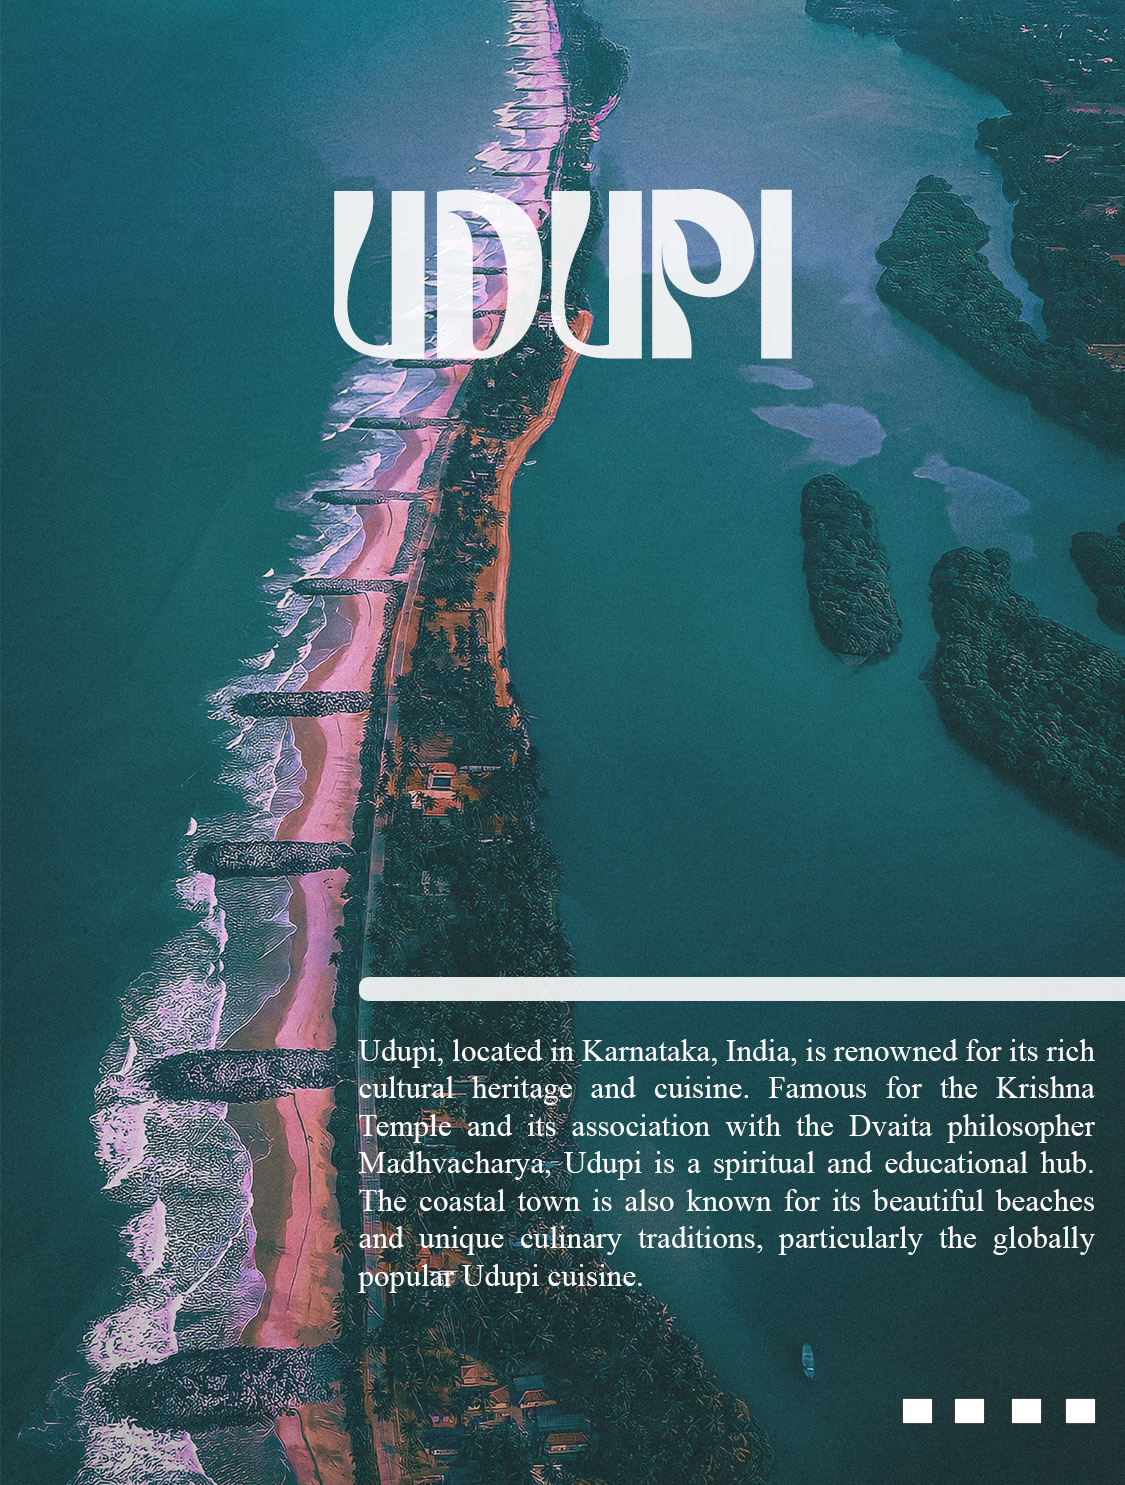 UDUPI
Udupi, located in Karnataka, India, is renowned for its rich
cultural heritage and cuisine. Famous for the Krishna
Temple and its association with the Dvaita philosopher
Madhvacharya, Udupi is a spiritual and educational hub.
The coastal town is also known for its beautiful beaches
and unique culinary traditions, particularly the globally
popular Udupi cuisine.